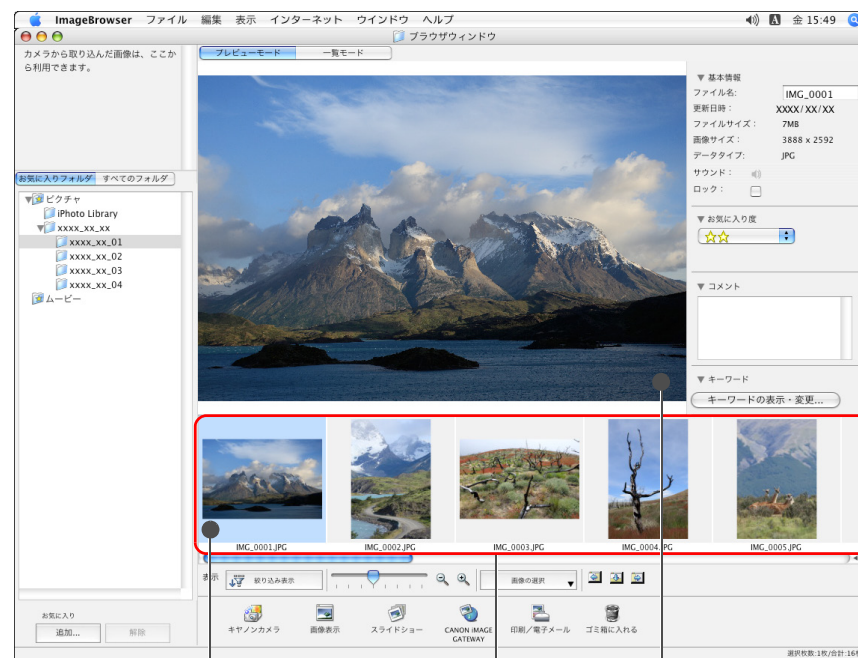 ImageBrowser ファイル 編集 表示 インターネット ウインドウ ヘルプ
金 15:49
ブラウザウィンドウ
カメラから取り込んだ画像は、ここか
ら利用できます。
プレビューモード 一覧モード
お気に入りフォルダ すべてのフォルダ
ピクチャ
iPhoto Library
xxxx_xx_xx
xxxx_xx_01
xxxx_xx_02
xxxx_xx_03
xxxx_xx_04
ムービー
お気に入り
追加... 解除
▼ 基本情報
ファイル名: IMG_0001
更新日時： XXXX/XX/XX
ファイルサイズ： 7MB
画像サイズ： 3888 x 2592
データタイプ: JPG
サウンド：
ロック：
▼ お気に入り度
▼ コメント
▼ キーワード
キーワードの表示・変更...
IMG_0001.JPG IMG_0002.JPG IMG_0003.JPG IMG_0004.JPG IMG_0005.JPG
表示 絞り込み表示 画像の選択
キヤノンカメラ 画像表示 スライドショー CANON iMAGE GATEWAY 印刷／電子メール ゴミ箱に入れる
選択枚数:1枚/合計:16枚